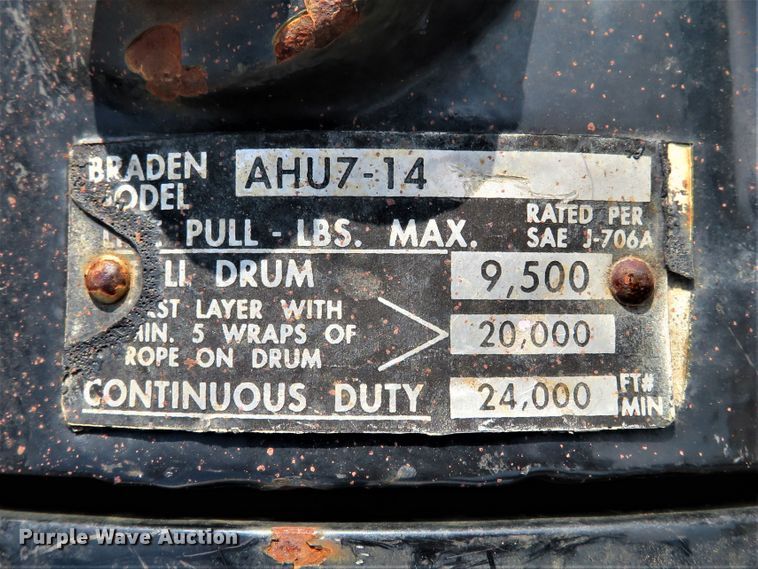 BRADEN AHU7-14
MODEL
PULL - LBS. MAX. RATED PER SAE J-706A
DRUM 9,500
LAYER WITH
MIN. 5 WRAPS OF 20,000
ROPE ON DRUM
CONTINUOUS DUTY 24,000 FT# MIN
Purple Wave Auction